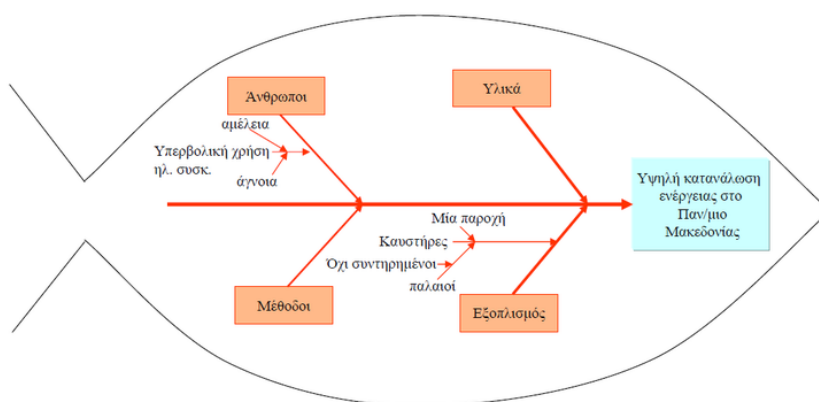 Άνθρωποι
Υλικά
αμέλεια
Υπερβολική χρήση
ηλ. συσκ.
άγνοια
Υψηλή κατανάλωση
ενέργειας στο
Παν/μιο
Μακεδονίας
Μία παροχή
Καυστήρες
Όχι συντηρημένοι
παλαιοί
Μέθοδοι
Εξοπλισμός